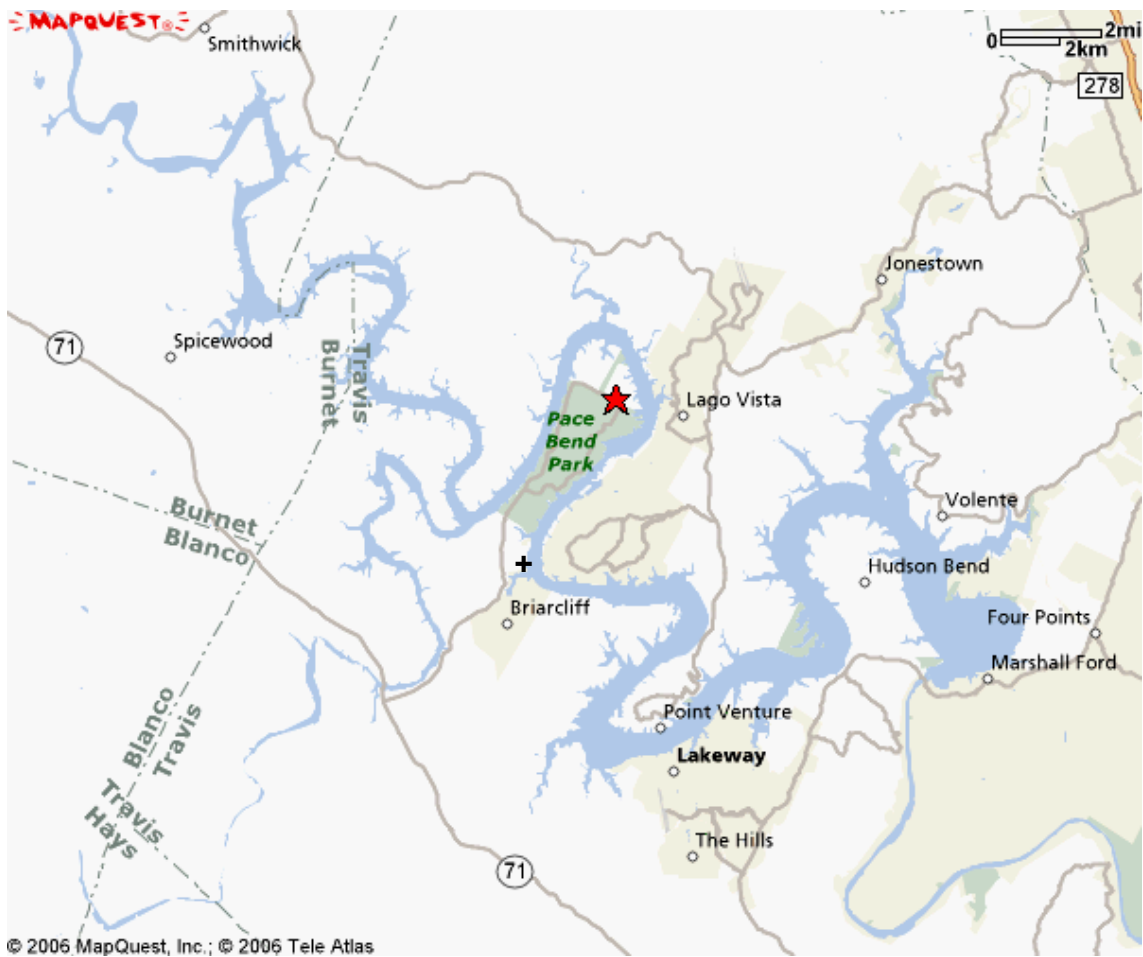 MAPQUEST®
Smithwick
0 2mi
2km
278
Jonestown
71
Spicewood
Travis
Burnet
Lago Vista
Pace
Bend
Park
Burnet
Blanco
Volente
Hudson Bend
Briarcliff
Four Points
Marshall Ford
Point Venture
Blanco
Travis
Lakeway
Travis
Hays
The Hills
71
© 2006 MapQuest, Inc.; © 2006 Tele Atlas